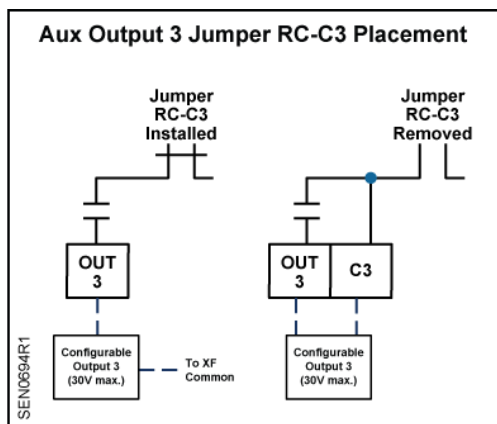 Aux Output 3 Jumper RC-C3 Placement
Jumper
RC-C3
Installed
Jumper
RC-C3
Removed
OUT
3
OUT
3
C3
Configurable
Output 3
(30V max.)
To XF
Common
Configurable
Output 3
(30V max.)
SEN0694R1